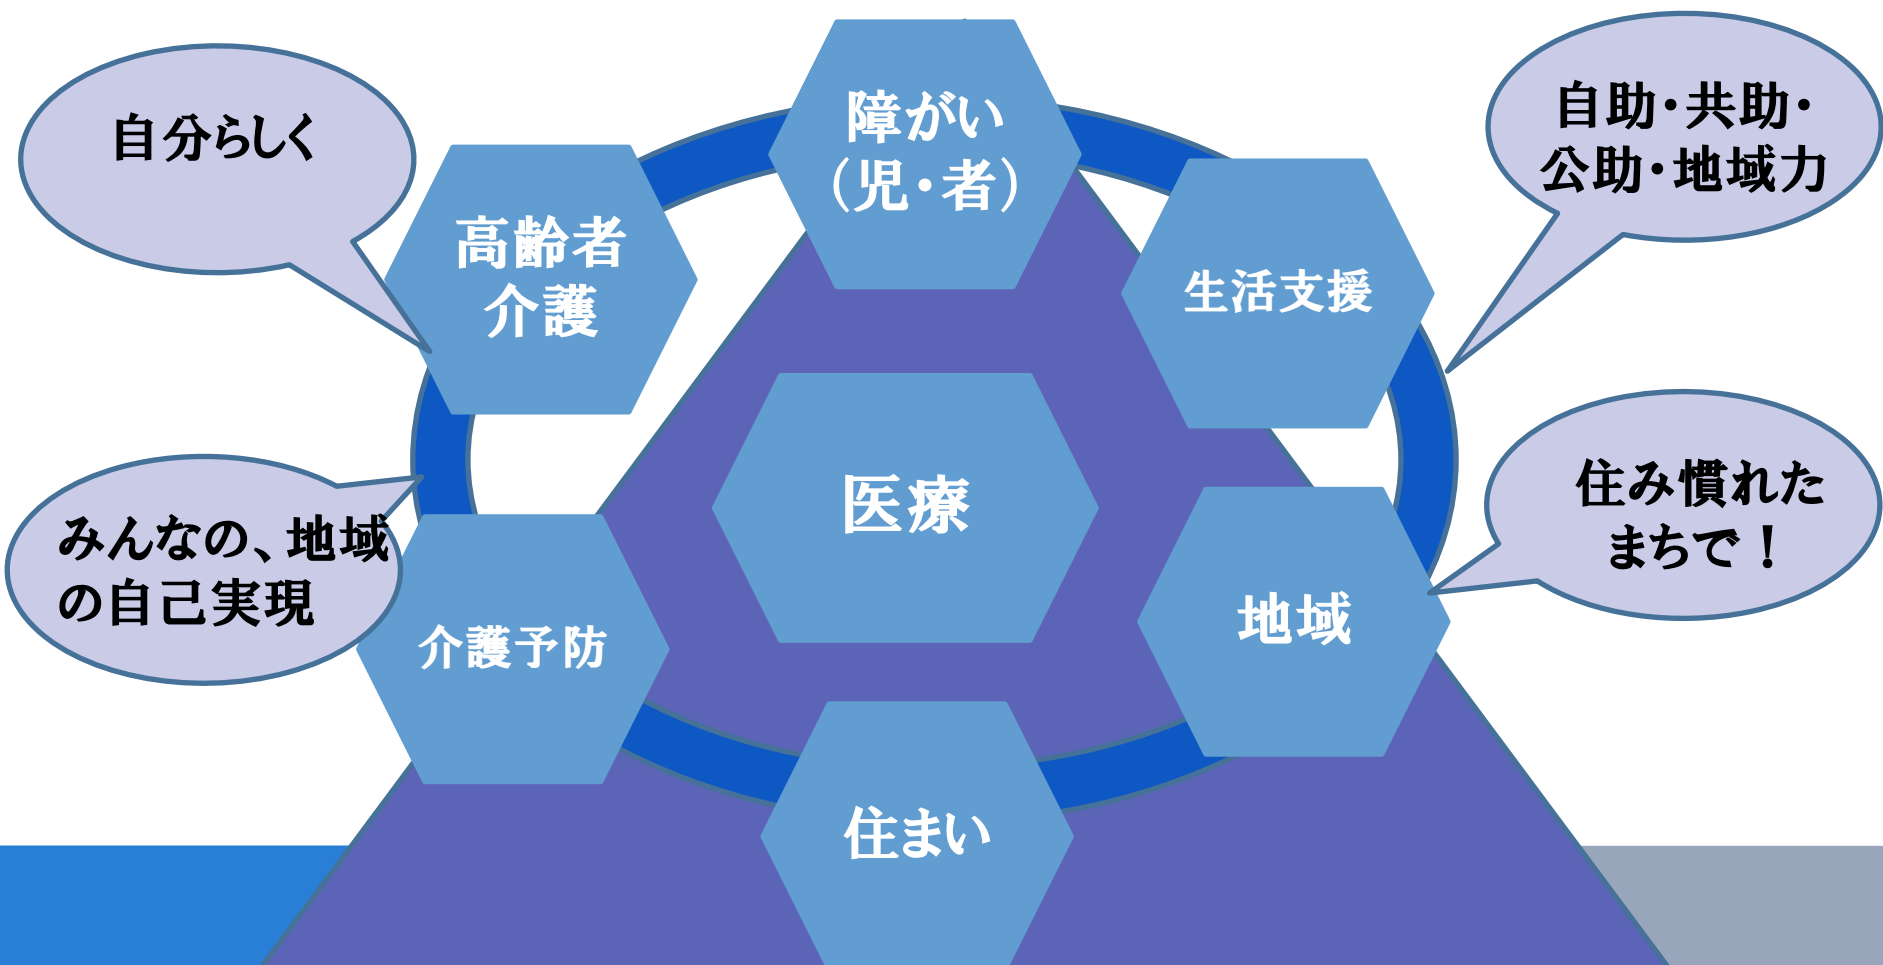 自分らしく
障がい
（児・者）
自助・共助・
公助・地域力
高齢者
介護
生活支援
医療
住み慣れた
まちで！
みんなの、地域
の自己実現
介護予防
地域
住まい